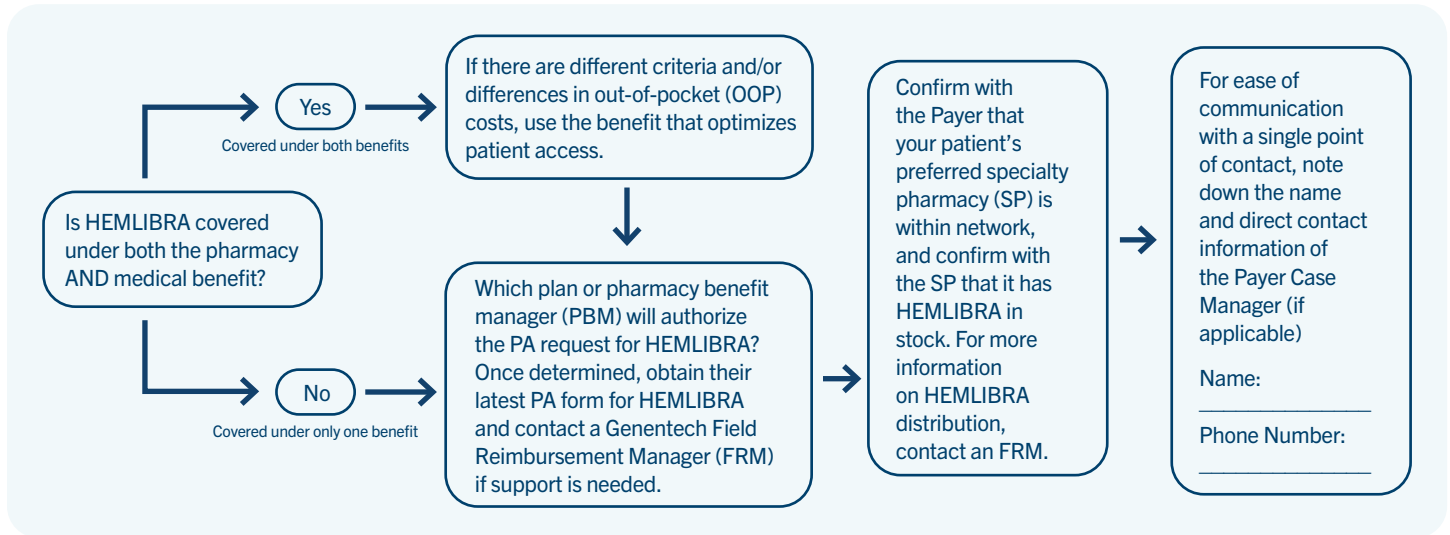 Is HEMLIBRA covered
under both the pharmacy
AND medical benefit?
Yes
Covered under both benefits
If there are different criteria and/or
differences in out-of-pocket (OOP)
costs, use the benefit that optimizes
patient access.
No
Covered under only one benefit
Which plan or pharmacy benefit
manager (PBM) will authorize
the PA request for HEMLIBRA?
Once determined, obtain their
latest PA form for HEMLIBRA
and contact a Genentech Field
Reimbursement Manager (FRM)
if support is needed.
Confirm with
the Payer that
your patient’s
preferred specialty
pharmacy (SP) is
within network,
and confirm with
the SP that it has
HEMLIBRA in
stock. For more
information
on HEMLIBRA
distribution,
contact an FRM.
For ease of
communication
with a single point
of contact, note
down the name
and direct contact
information of
the Payer Case
Manager (if
applicable)
Name:
Phone Number: